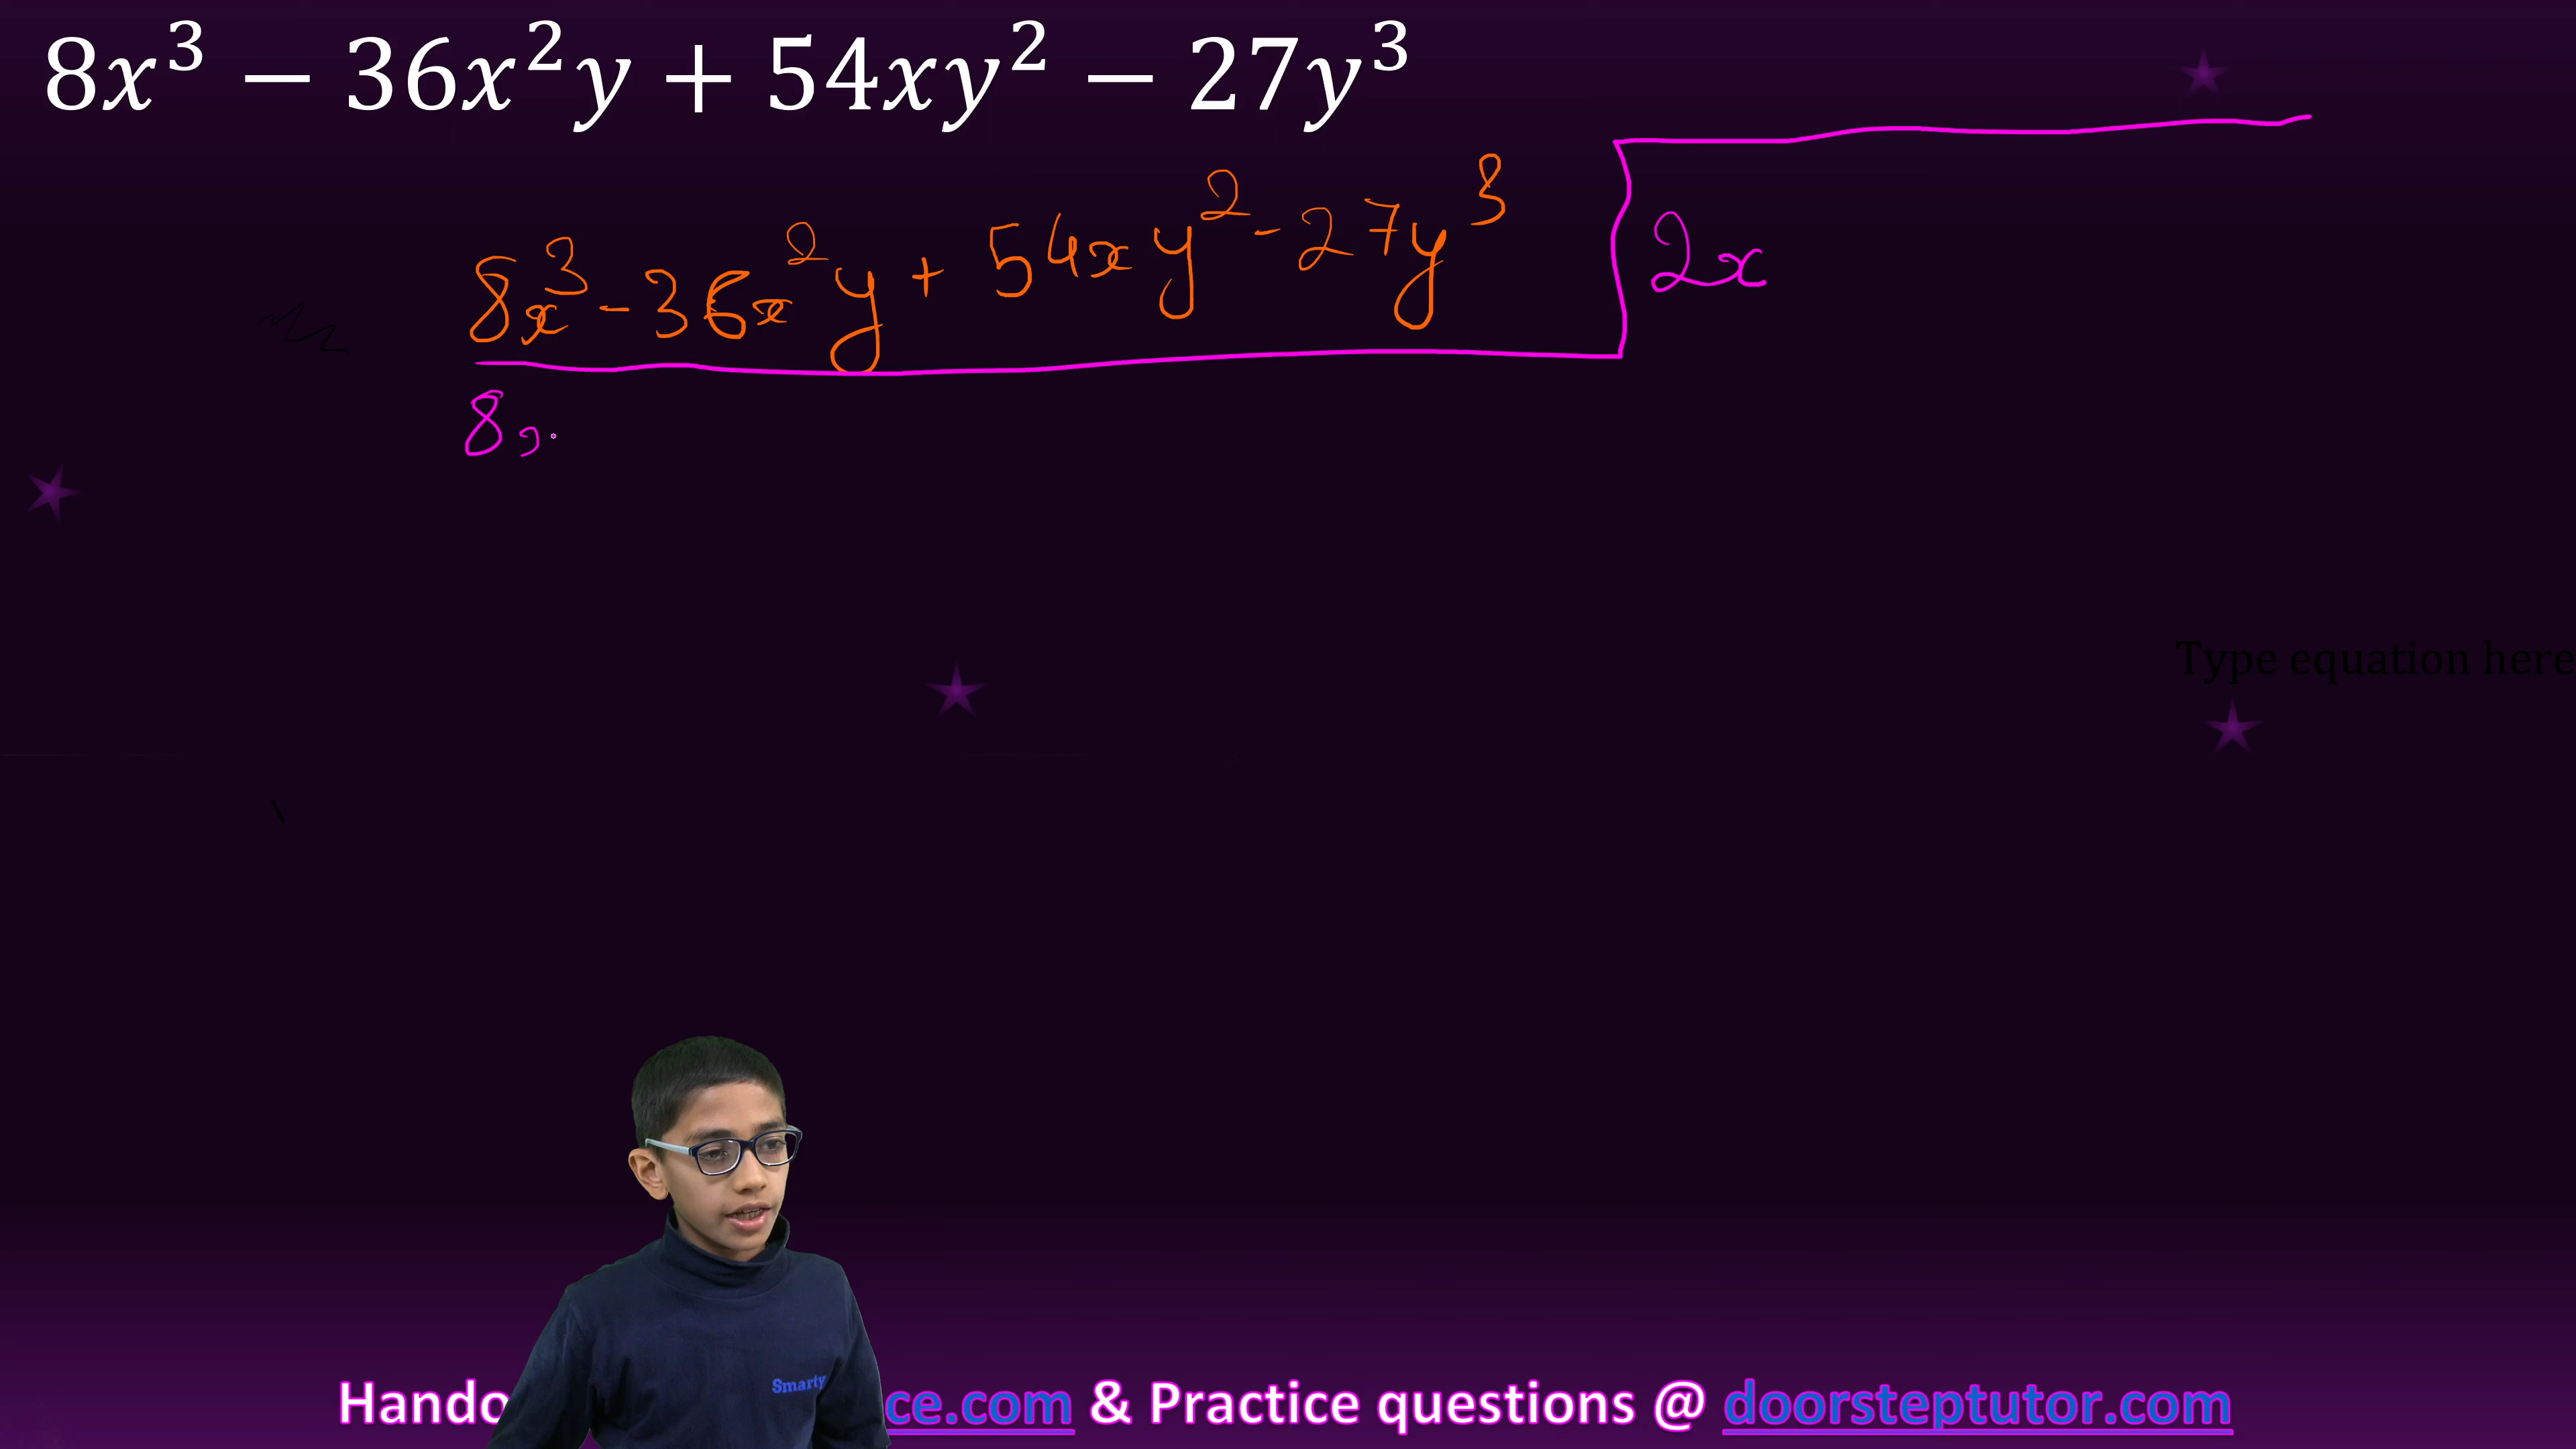 8x³ − 36x²y + 54xy² − 27y³
8x³ - 36x²y + 54xy² - 27y³
2x
8
Type equation here
Smarty
Hando ce.com & Practice questions @ doorsteptutor.com